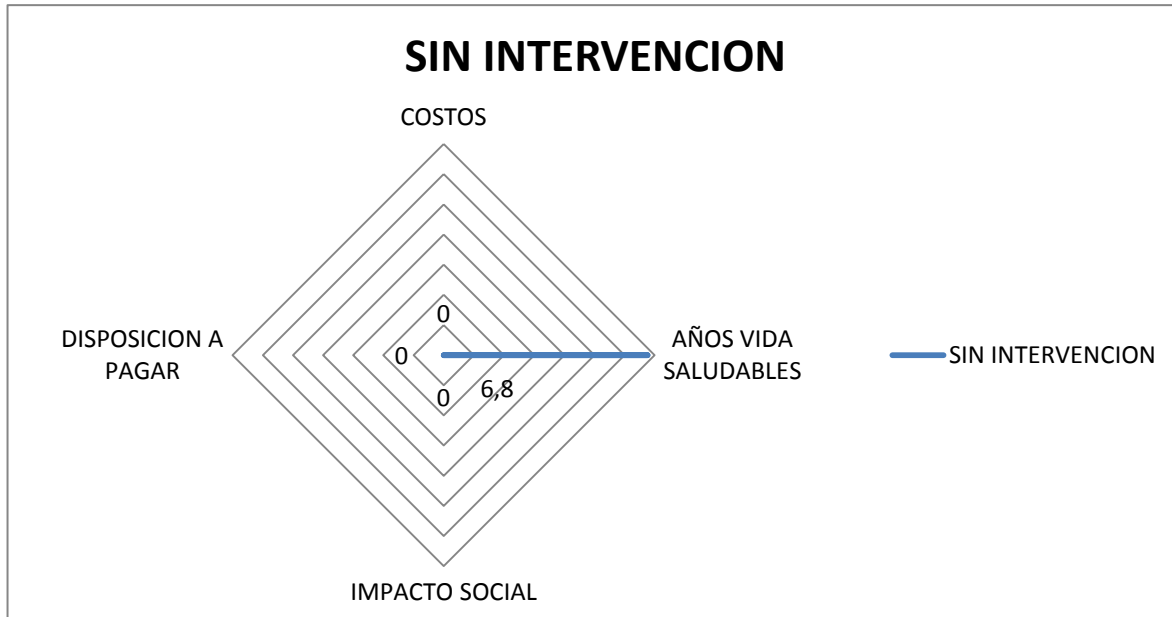 SIN INTERVENCION
COSTOS
0
DISPOSICION A
PAGAR
0
AÑOS VIDA
SALUDABLES
SIN INTERVENCION
6,8
0
IMPACTO SOCIAL